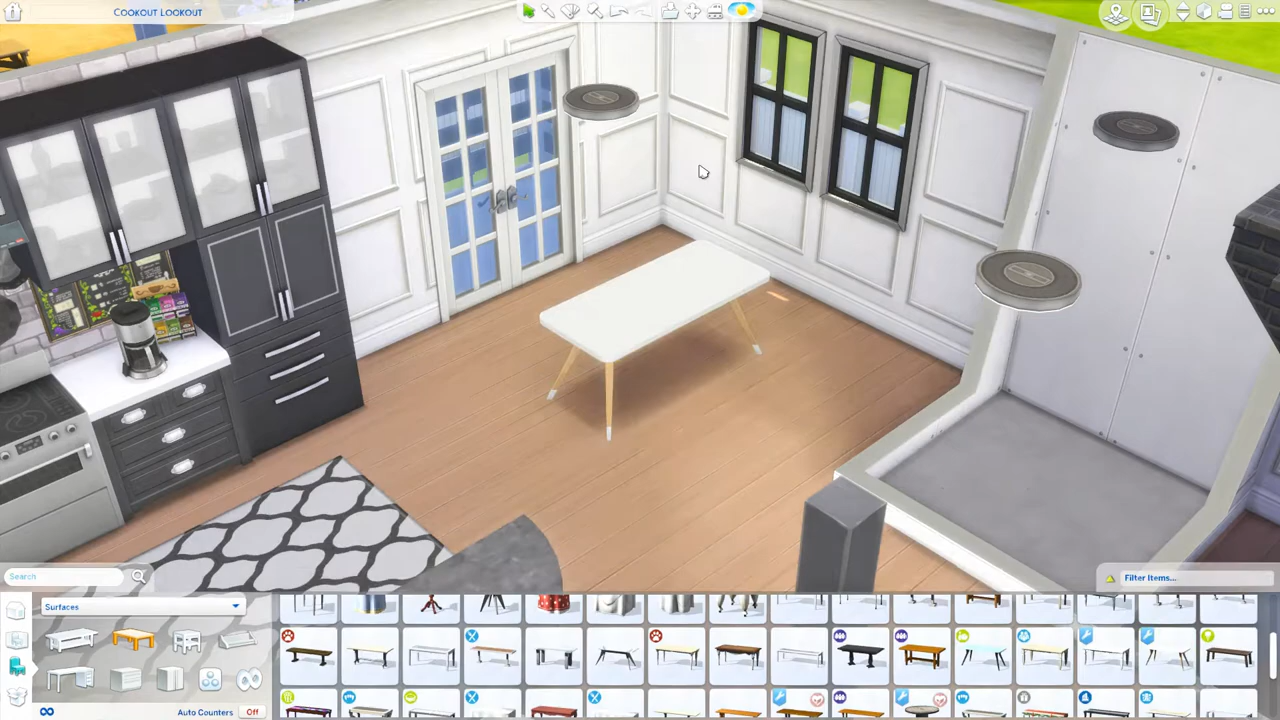 COOKOUT LOOKOUT
Search
Filter Items...
Surfaces
Auto Counters Off